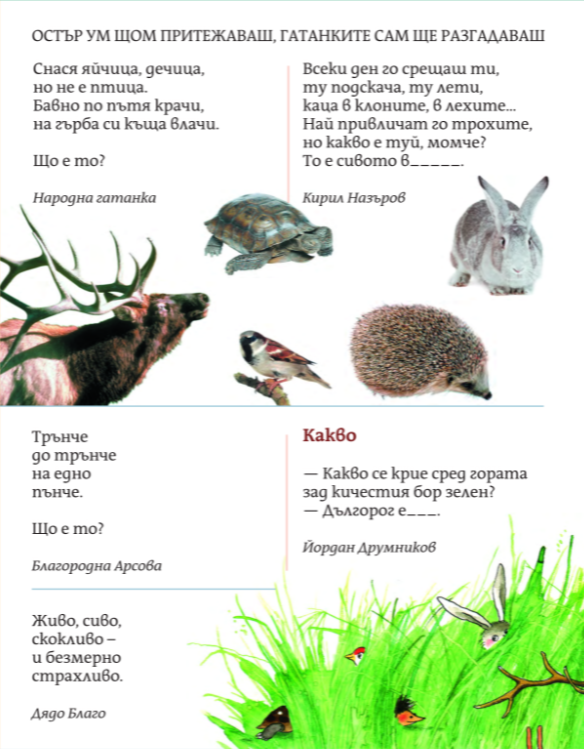 ОСТЪР УМ ЩОМ ПРИТЕЖАВАШ, ГАТАНКИТЕ САМ ЩЕ РАЗГАДАВАШ
Снася яйчица, дечица,
но не е птица.
Бавно по пътя крачи,
на гърба си къща влачи.
Що е то?
Народна гатанка
Всеки ден го срещаш ти,
ту подскача, ту лети,
каца в клоните, в лехите...
Най привличат го трохите,
но какво е туй, момче?
То е сивото в_____.
Кирил Назъров
Трънче
до трънче
на едно
пънче.
Що е то?
Благородна Арсова
Какво
— Какво се крие сред гората
зад кичестия бор зелен?
— Дългорог е___.
Йордан Друмников
Живо, сиво,
скокливо –
и безмерно
страхливо.
Дядо Благо